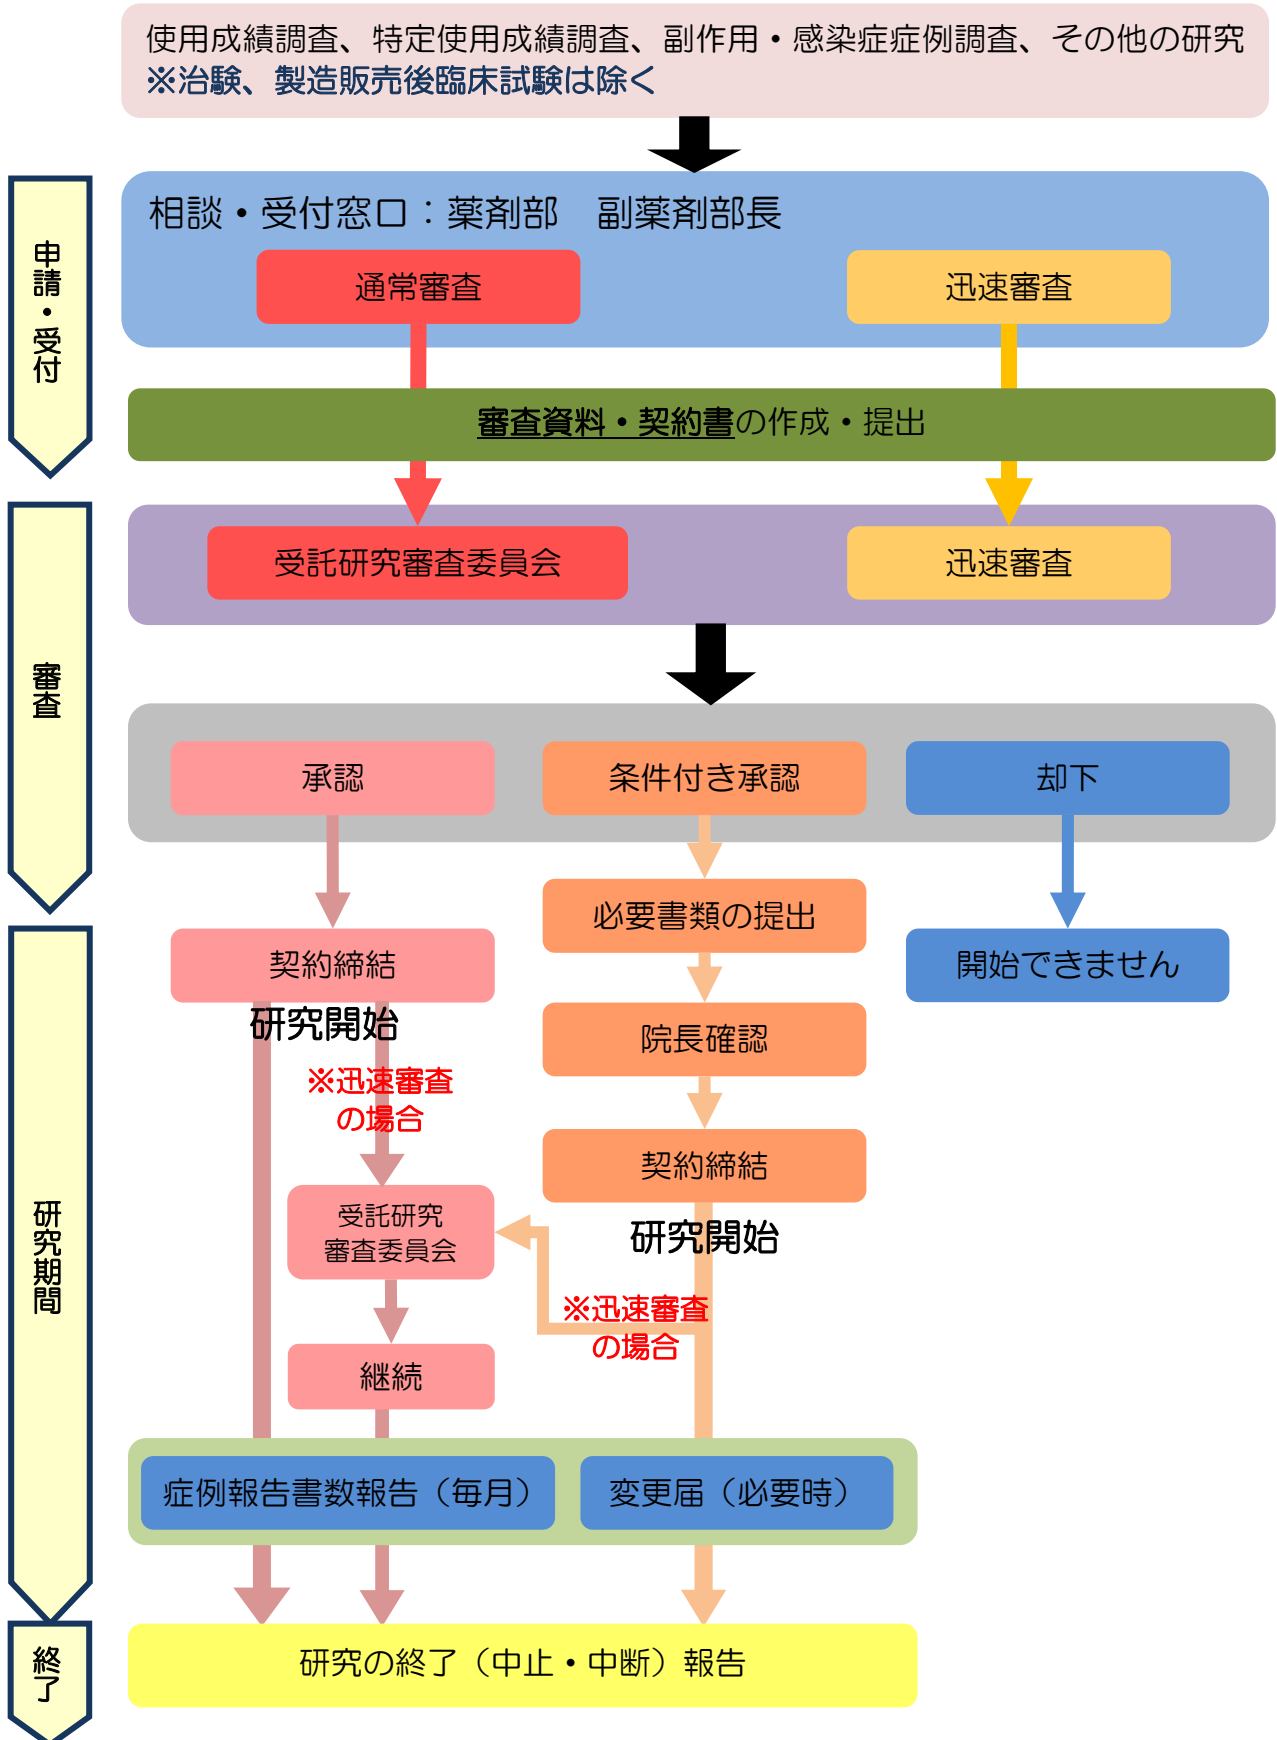 使用成績調査、特定使用成績調査、副作用・感染症症例調査、その他の研究
※治験、製造販売後臨床試験は除く
申請・受付
相談・受付窓口：薬剤部　副薬剤部長
通常審査
迅速審査
審査資料・契約書の作成・提出
審査
受託研究審査委員会
迅速審査
承認
条件付き承認
却下
研究期間
契約締結
必要書類の提出
開始できません
研究開始
院長確認
※迅速審査
の場合
契約締結
受託研究
審査委員会
研究開始
※迅速審査
の場合
継続
症例報告書数報告（毎月）
変更届（必要時）
終了
研究の終了（中止・中断）報告